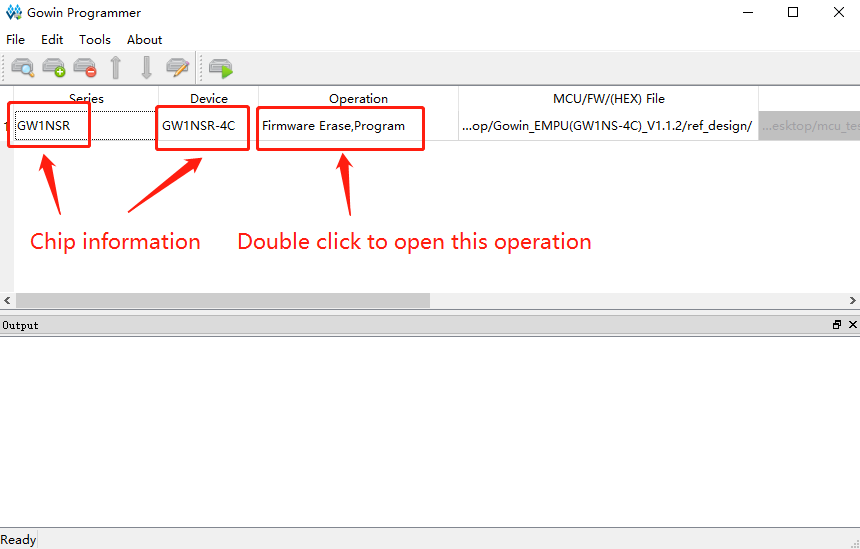 Gowin Programmer
File Edit Tools About
Series Device Operation MCU/FW/(HEX) File
1 GW1NSR GW1NSR-4C Firmware Erase,Program ...op/Gowin_EMPU(GW1NS-4C)_V1.1.2/ref_design/ ...esktop/mcu_tes
Chip information Double click to open this operation
Output
Ready